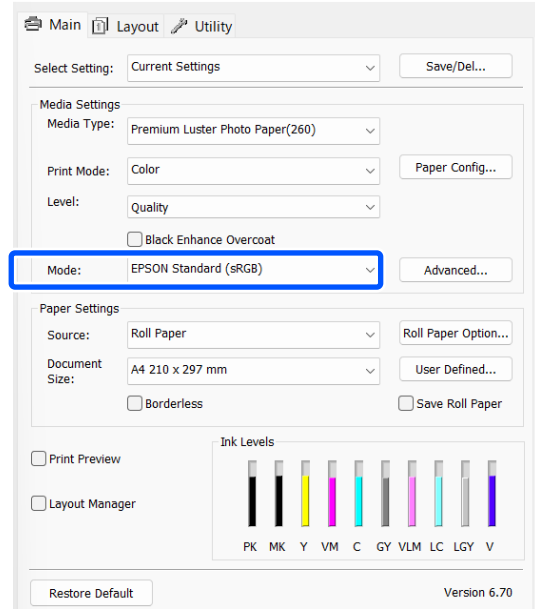 Main Layout Utility
Select Setting: Current Settings Save/Del...
Media Settings
Media Type: Premium Luster Photo Paper(260)
Print Mode: Color Paper Config...
Level: Quality
Black Enhance Overcoat
Mode: EPSON Standard (sRGB) Advanced...
Paper Settings
Source: Roll Paper Roll Paper Option...
Document
Size: A4 210 x 297 mm User Defined...
Borderless Save Roll Paper
Ink Levels
Print Preview
Layout Manager
PK MK Y VM C GY VLM LC LGY V
Restore Default Version 6.70